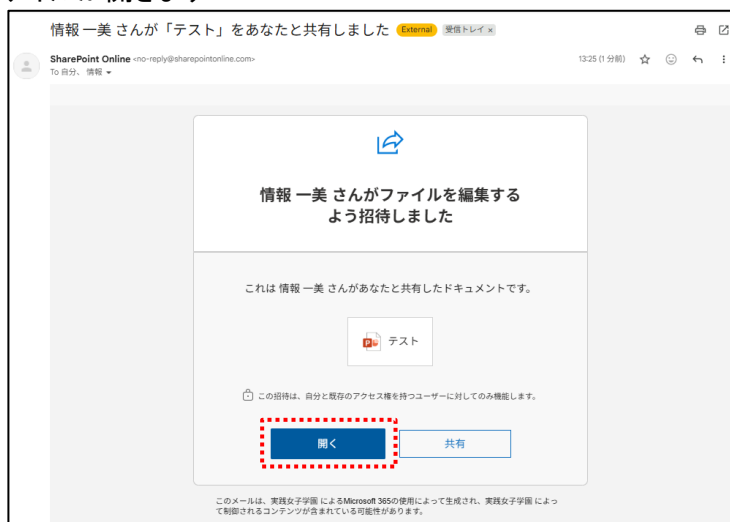 情報 一美 さんが「テスト」をあなたと共有しました External 受信トレイ ×
SharePoint Online <no-reply@sharepointonline.com>
13:25 (1 分前)
To 自分、 情報
情報 一美 さんがファイルを編集する
よう招待しました
これは 情報 一美 さんがあなたと共有したドキュメントです。
テスト
この招待は、自分と既存のアクセス権を持つユーザーに対してのみ機能します。
開く
共有
このメールは、実践女子学園 によるMicrosoft 365の使用によって生成され、実践女子学園 によっ
て制御されるコンテンツが含まれている可能性があります。